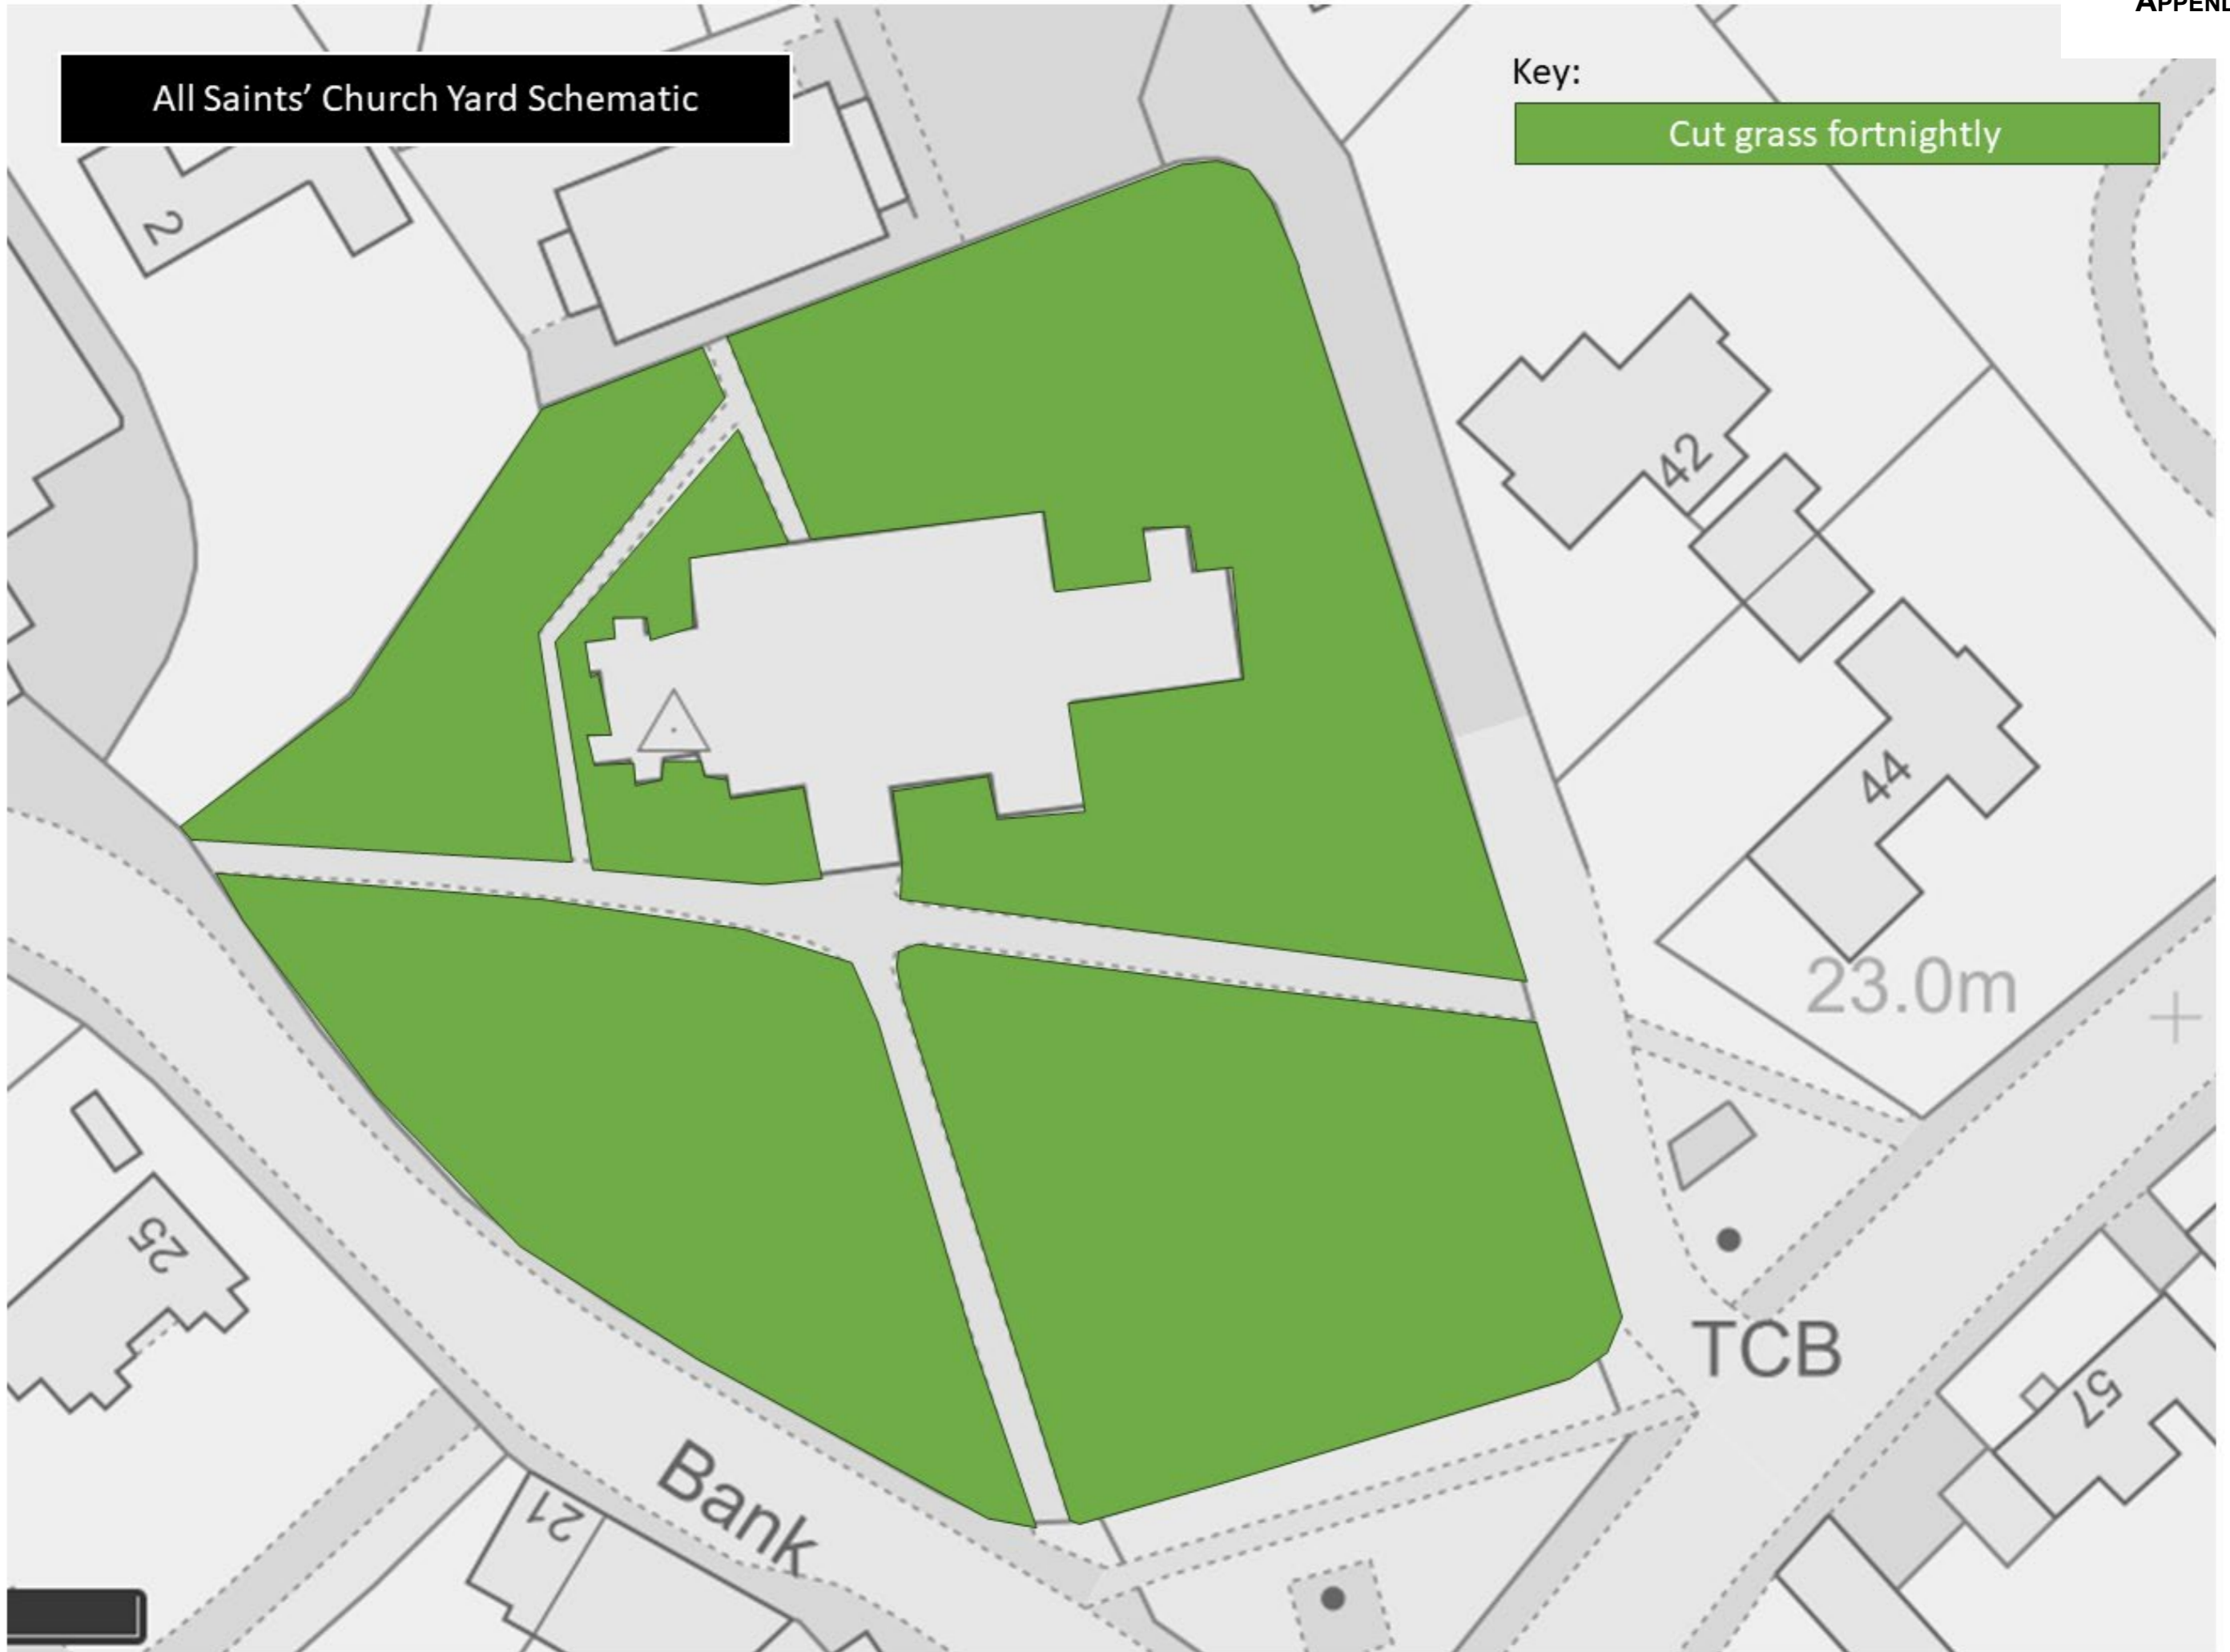 APPEND
All Saints’ Church Yard Schematic
Key:
Cut grass fortnightly
2
42
44
23.0m
25
TCB
57
Bank
21